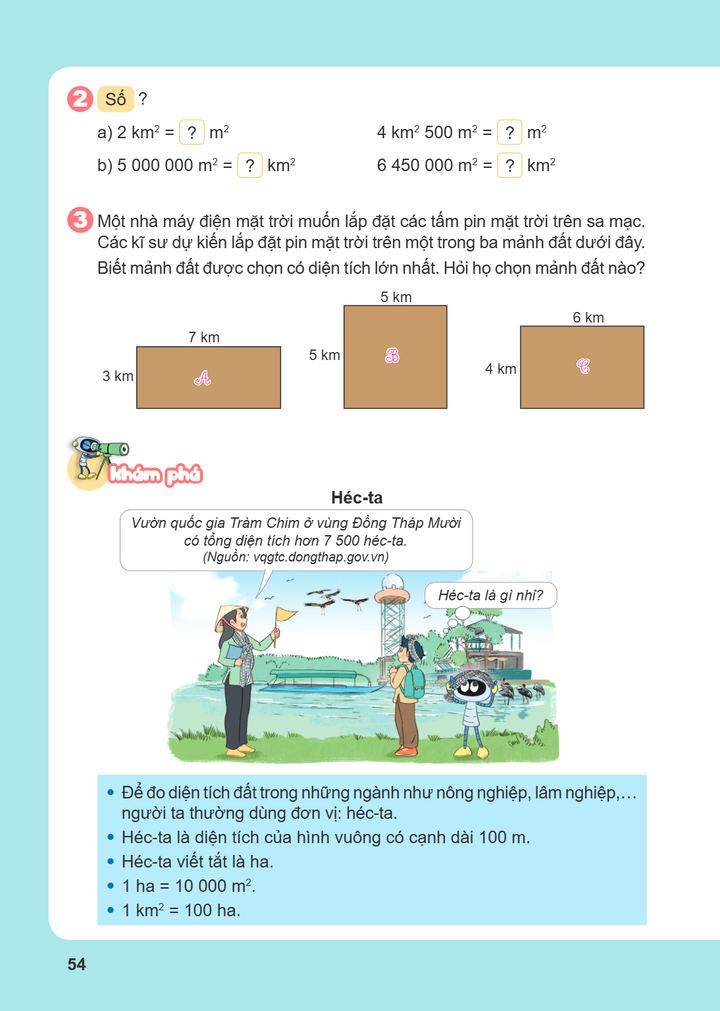 2 Số ?
a) 2 km² = ? m² 4 km² 500 m² = ? m²
b) 5 000 000 m² = ? km² 6 450 000 m² = ? km²
3 Một nhà máy điện mặt trời muốn lắp đặt các tấm pin mặt trời trên sa mạc.
Các kĩ sư dự kiến lắp đặt pin mặt trời trên một trong ba mảnh đất dưới đây.
Biết mảnh đất được chọn có diện tích lớn nhất. Hỏi họ chọn mảnh đất nào?
7 km
3 km
A
5 km
5 km
B
6 km
4 km
C
khám phá
Héc-ta
Vườn quốc gia Tràm Chim ở vùng Đồng Tháp Mười
có tổng diện tích hơn 7 500 héc-ta.
(Nguồn: vqgtc.dongthap.gov.vn)
Héc-ta là gì nhỉ?
• Để đo diện tích đất trong những ngành như nông nghiệp, lâm nghiệp,…
người ta thường dùng đơn vị: héc-ta.
• Héc-ta là diện tích của hình vuông có cạnh dài 100 m.
• Héc-ta viết tắt là ha.
• 1 ha = 10 000 m².
• 1 km² = 100 ha.
54